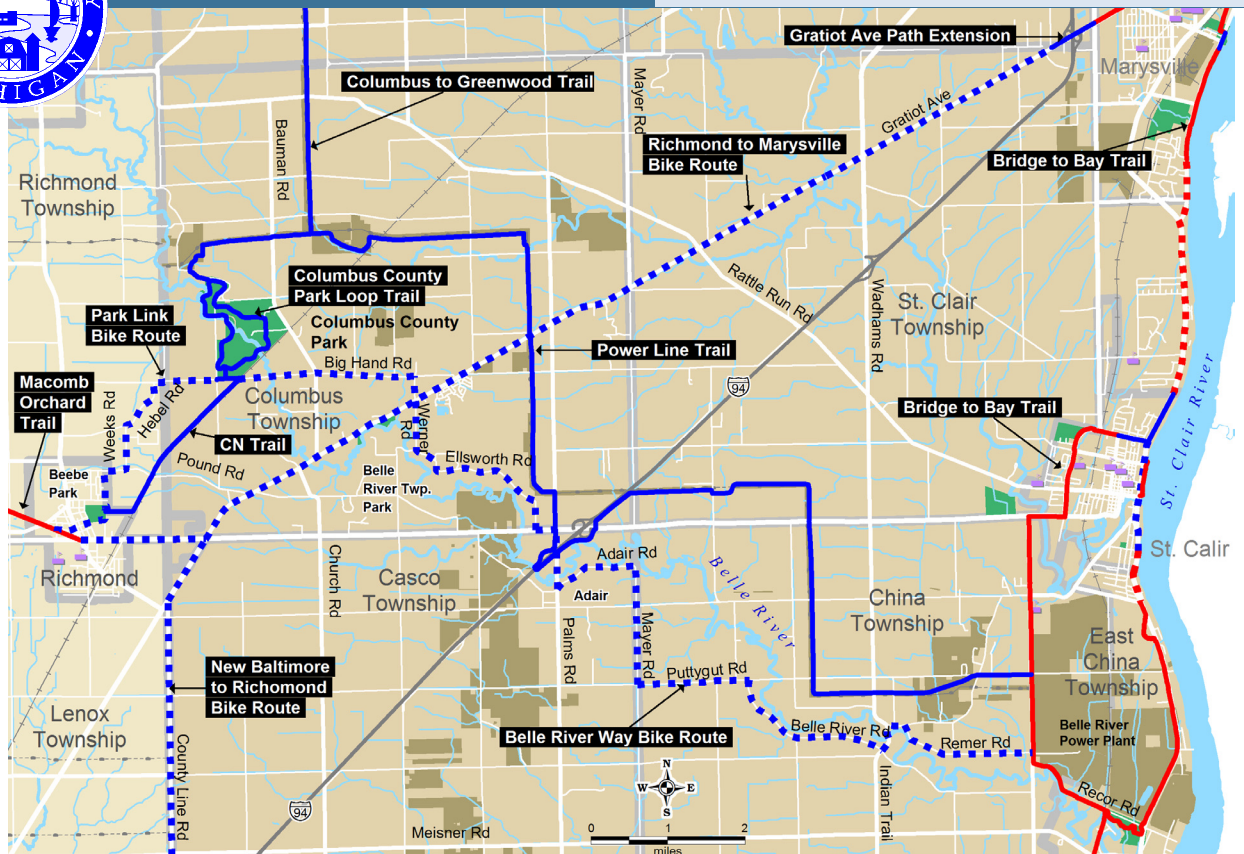 HIGAN
Gratiot Ave Path Extension
Marysville
Columbus to Greenwood Trail
Mayer Rd
Gratiot Ave
Bauman Rd
Richmond to Marysville
Bike Route
Bridge to Bay Trail
Richmond
Township
Columbus County
Park Loop Trail
Rattle Run Rd
Wadhams Rd
St. Clair
Township
Park Link
Bike Route
Columbus County
Park
Power Line Trail
Big Hand Rd
94
St. Clair River
Macomb
Orchard
Trail
Weeks Rd
Hebel Rd
Columbus
Township
Werner
Rd
Bridge to Bay Trail
CN Trail
Pound Rd
Ellsworth Rd
Beebe
Park
Belle
River Twp.
Park
St. Calir
Adair Rd
Richmond
Church Rd
Casco
Township
Adair
Belle River
China
Township
Palms Rd
Mayer Rd
East
China
Township
New Baltimore
to Richomond
Bike Route
Puttygut Rd
Lenox
Township
Belle River Way Bike Route
Belle River Rd
Remer Rd
Belle River
Power Plant
County Line Rd
N
W
E
S
Indian Trail
Recor Rd
94
Meisner Rd
0 1 2
miles